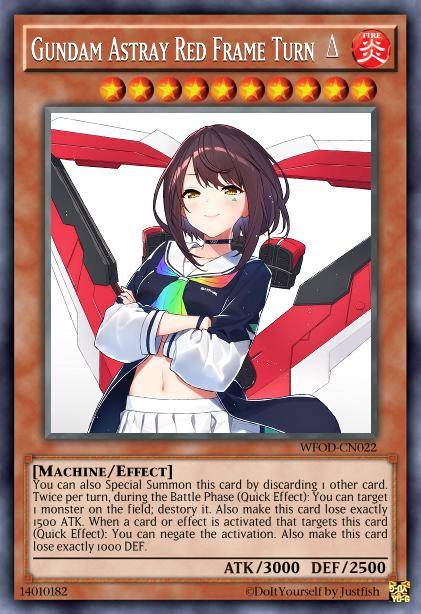 GUNDAM ASTRAY RED FRAME TURN Δ
FIRE
炎
WFOD-CN022
[MACHINE/EFFECT]
You can also Special Summon this card by discarding 1 other card.
Twice per turn, during the Battle Phase (Quick Effect): You can target
1 monster on the field; destory it. Also make this card lose exactly
1500 ATK. When a card or effect is activated that targets this card
(Quick Effect): You can negate the activation. Also make this card
lose exactly 1000 DEF.
ATK/3000 DEF/2500
14010182
©DoItYourself by Justfish